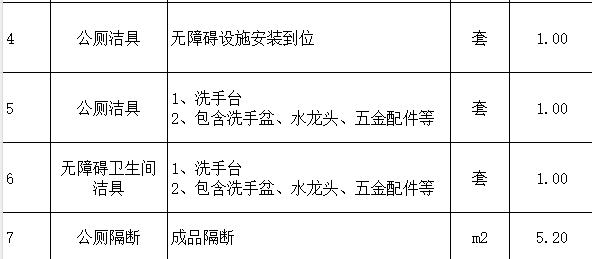 4 公厕洁具 无障碍设施安装到位 套 1.00
5 公厕洁具 1、洗手台
2、包含洗手盆、水龙头、五金配件等 套 1.00
6 无障碍卫生间
洁具 1、洗手台
2、包含洗手盆、水龙头、五金配件等 套 1.00
7 公厕隔断 成品隔断 m2 5.20